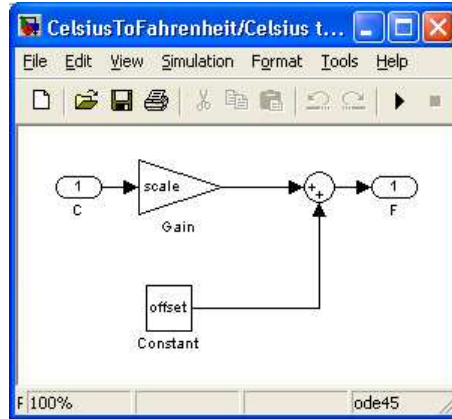 CelsiusToFahrenheit/Celsius t...
File Edit View Simulation Format Tools Help
1 scale + + 1
C Gain F
offset
Constant
F 100% ode45